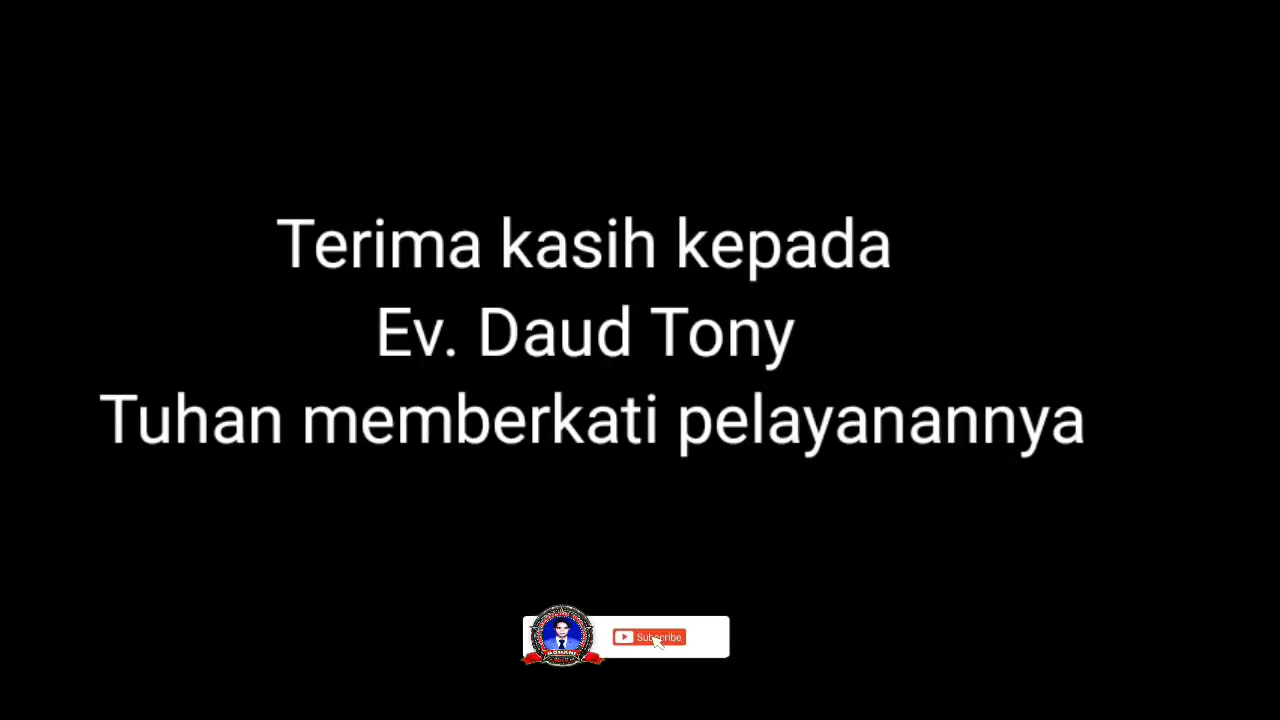 Terima kasih kepada
Ev. Daud Tony
Tuhan memberkati pelayanannya
Subscribe